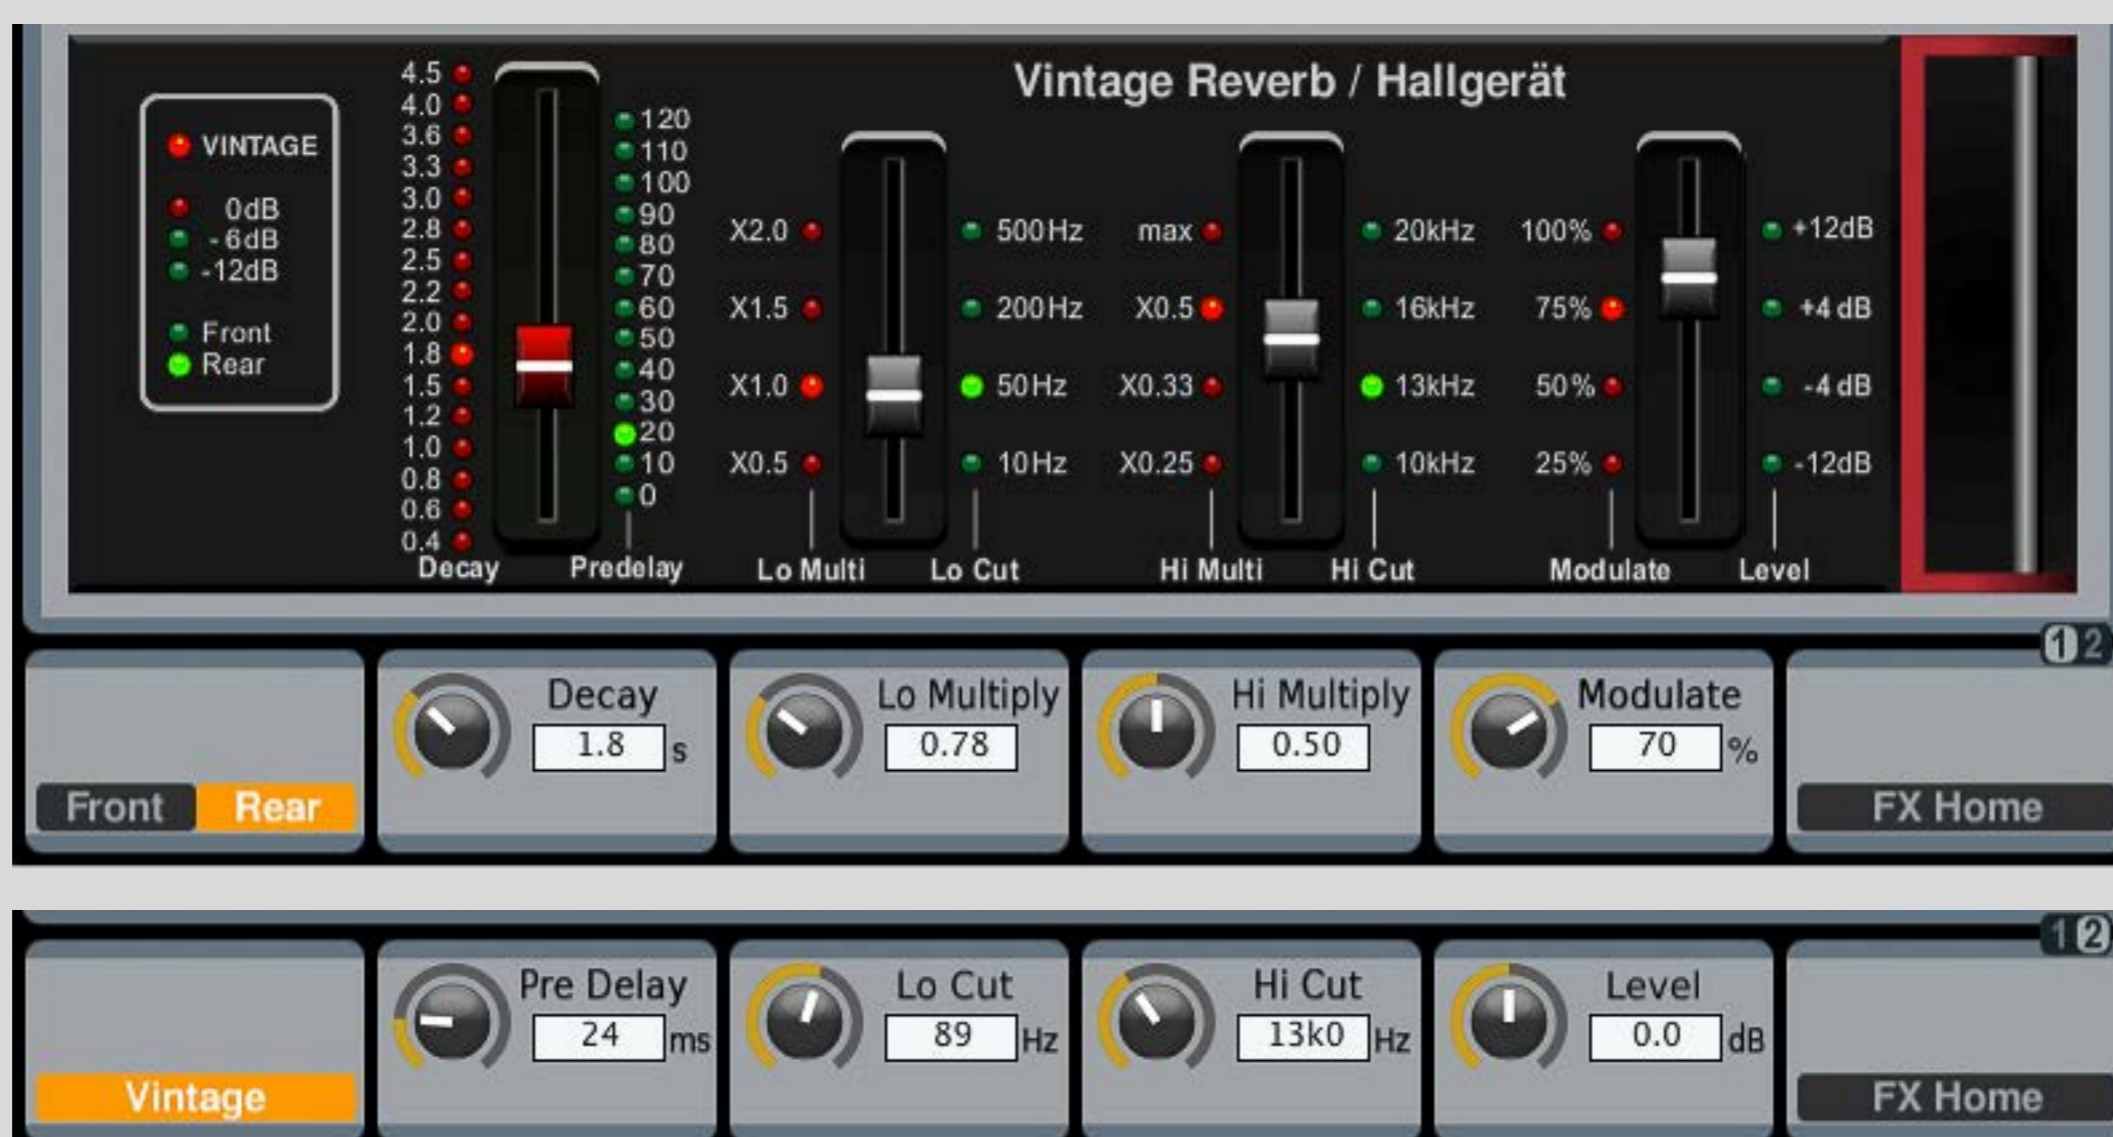 Vintage Reverb / Hallgerät
VINTAGE
0dB
-6dB
-12dB
Front
Rear
4.5
4.0
3.6
3.3
3.0
2.8
2.5
2.2
2.0
1.8
1.5
1.2
1.0
0.8
0.6
0.4
Decay
120
110
100
90
80
70
60
50
40
30
20
10
0
Predelay
X2.0
X1.5
X1.0
X0.5
Lo Multi
500Hz
200Hz
50Hz
10Hz
Lo Cut
max
X0.5
X0.33
X0.25
Hi Multi
20kHz
16kHz
13kHz
10kHz
Hi Cut
100%
75%
50%
25%
Modulate
+12dB
+4 dB
-4 dB
-12dB
Level
1 2
Front Rear
Decay
1.8 s
Lo Multiply
0.78
Hi Multiply
0.50
Modulate
70 %
FX Home
1 2
Vintage
Pre Delay
24 ms
Lo Cut
89 Hz
Hi Cut
13k0 Hz
Level
0.0 dB
FX Home